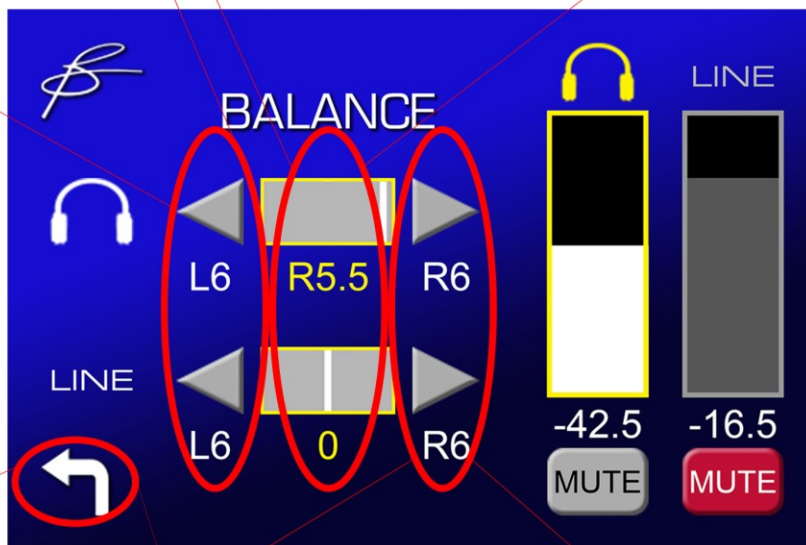 LINE
BALANCE
L6 R5.5 R6
LINE
L6 0 R6
-42.5 -16.5
MUTE MUTE